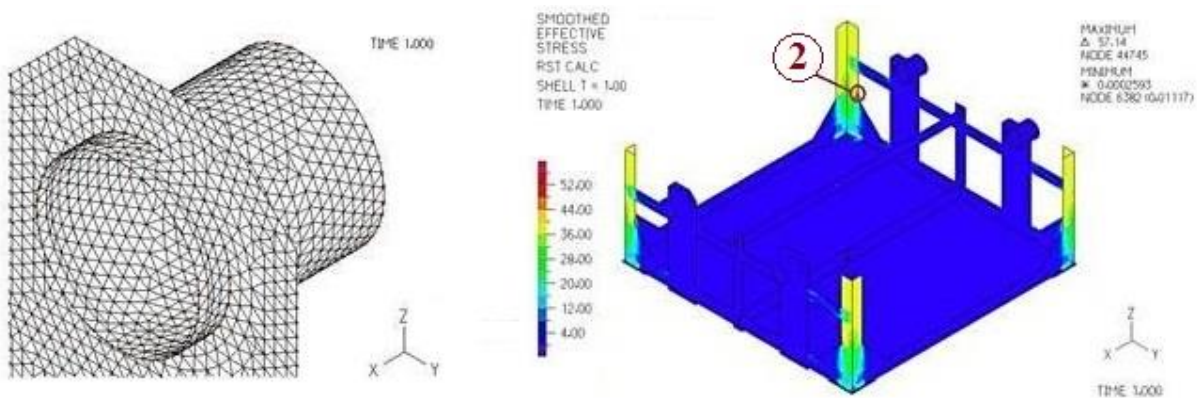 TIME 1.000
Z
X
Y
SMOOTHED
EFFECTIVE
STRESS
RST CALC
SHELL T = 1.00
TIME 1.000
52.00
44.00
36.00
28.00
20.00
12.00
4.00
2
MAXIMUM
Δ 57.14
NODE 44745
MINIMUM
* 0.0002593
NODE 6382 (0.01117)
Z
X
Y
TIME 1.000